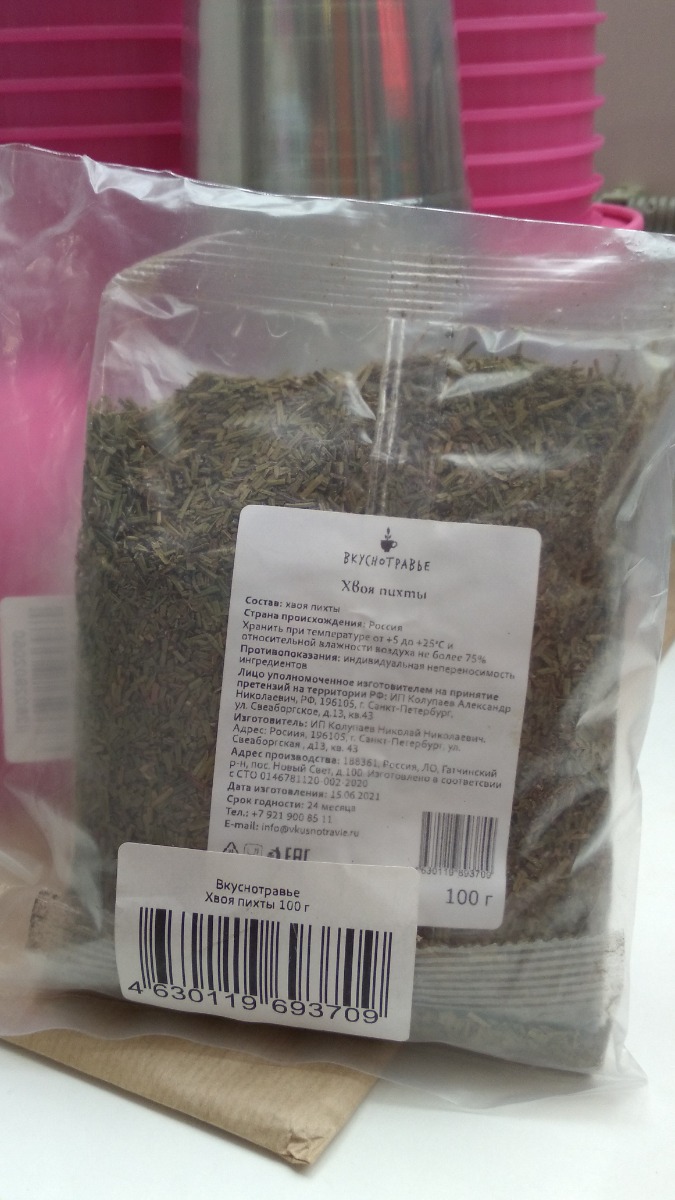 ВКУСНОТРАВЬЕ
Хвоя пихты
Состав: хвоя пихты
Страна происхождения: Россия
Хранить при температуре от +5 до +25°С и
относительной влажности воздуха не более 75%
Противопоказания: индивидуальная непереносимость
ингредиентов
Лицо уполномоченное изготовителем на принятие
претензий на территории РФ: ИП Колупаев Александр
Николаевич, РФ, 196105, г. Санкт-Петербург,
ул. Свеаборгское, д.13, кв.43
Изготовитель: ИП Колупаев Николай Николаевич.
Адрес: Росиия, 196105, г. Санкт-Петербург, ул.
Свеаборгская , д13, кв. 43
Адрес производства: 188361, Россия, ЛО, Гатчинский
р-н, пос. Новый Свет, д.100. Изготовлено в соответсвии
с СТО 0146781120-002-2020
Дата изготовления: 15.06.2021
Срок годности: 24 месяца
Тел.: +7 921 900 85 11
E-mail: info@vkusnotravie.ru
EAC
630119 693709
100 г
Вкуснотравье
Хвоя пихты 100 г
4 630119 693709